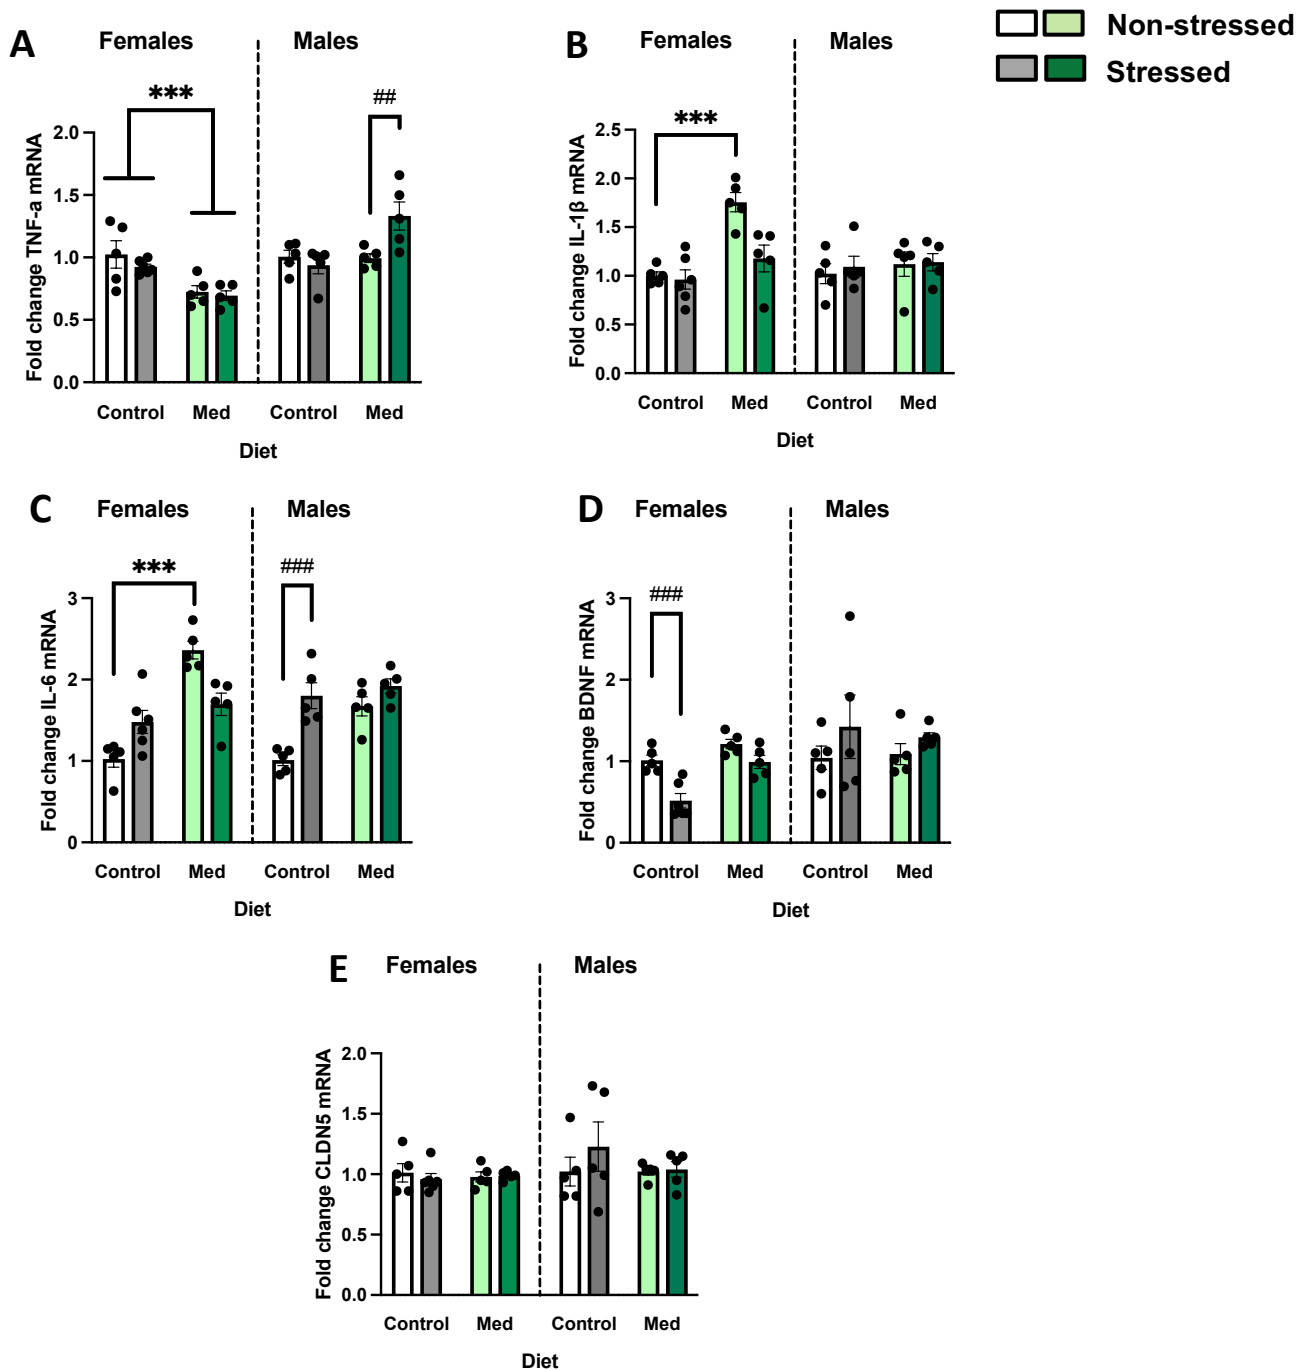 Non-stressed
Stressed
A
Females
Males
***
##
Fold change TNF-a mRNA
2.0
1.5
1.0
0.5
0.0
Control
Med
Control
Med
Diet
B
Females
Males
***
Fold change IL-1β mRNA
2.5
2.0
1.5
1.0
0.5
0.0
Control
Med
Control
Med
Diet
C
Females
Males
***
###
Fold change IL-6 mRNA
3
2
1
0
Control
Med
Control
Med
Diet
D
Females
Males
###
Fold change BDNF mRNA
3
2
1
0
Control
Med
Control
Med
Diet
E
Females
Males
Fold change CLDN5 mRNA
2.0
1.5
1.0
0.5
0.0
Control
Med
Control
Med
Diet